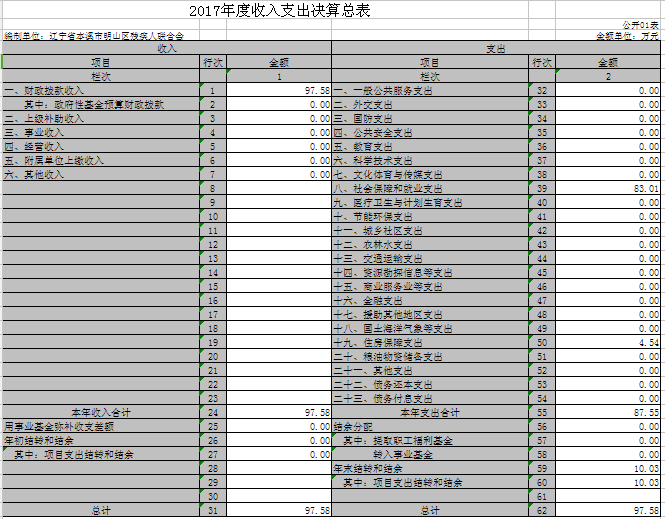 2017年度收入支出决算总表
公开01表
编制单位：辽宁省本溪市明山区残疾人联合会 金额单位：万元
收入 支出
项目 行次 金额 项目 行次 金额
栏次 1 栏次 2
一、财政拨款收入 1 97.58 一、一般公共服务支出 32 0.00
其中：政府性基金预算财政拨款 2 0.00 二、外交支出 33 0.00
二、上级补助收入 3 0.00 三、国防支出 34 0.00
三、事业收入 4 0.00 四、公共安全支出 35 0.00
四、经营收入 5 0.00 五、教育支出 36 0.00
五、附属单位上缴收入 6 0.00 六、科学技术支出 37 0.00
六、其他收入 7 0.00 七、文化体育与传媒支出 38 0.00
8 八、社会保障和就业支出 39 83.01
9 九、医疗卫生与计划生育支出 40 0.00
10 十、节能环保支出 41 0.00
11 十一、城乡社区支出 42 0.00
12 十二、农林水支出 43 0.00
13 十三、交通运输支出 44 0.00
14 十四、资源勘探信息等支出 45 0.00
15 十五、商业服务业等支出 46 0.00
16 十六、金融支出 47 0.00
17 十七、援助其他地区支出 48 0.00
18 十八、国土海洋气象等支出 49 0.00
19 十九、住房保障支出 50 4.54
20 二十、粮油物资储备支出 51 0.00
21 二十一、其他支出 52 0.00
22 二十二、债务还本支出 53 0.00
23 二十三、债务付息支出 54 0.00
本年收入合计 24 97.58 本年支出合计 55 87.55
用事业基金弥补收支差额 25 0.00 结余分配 56 0.00
年初结转和结余 26 0.00 其中：提取职工福利基金 57 0.00
其中：项目支出结转和结余 27 0.00 转入事业基金 58 0.00
28 年末结转和结余 59 10.03
29 其中：项目支出结转和结余 60 10.03
30 61
总计 31 97.58 总计 62 97.58